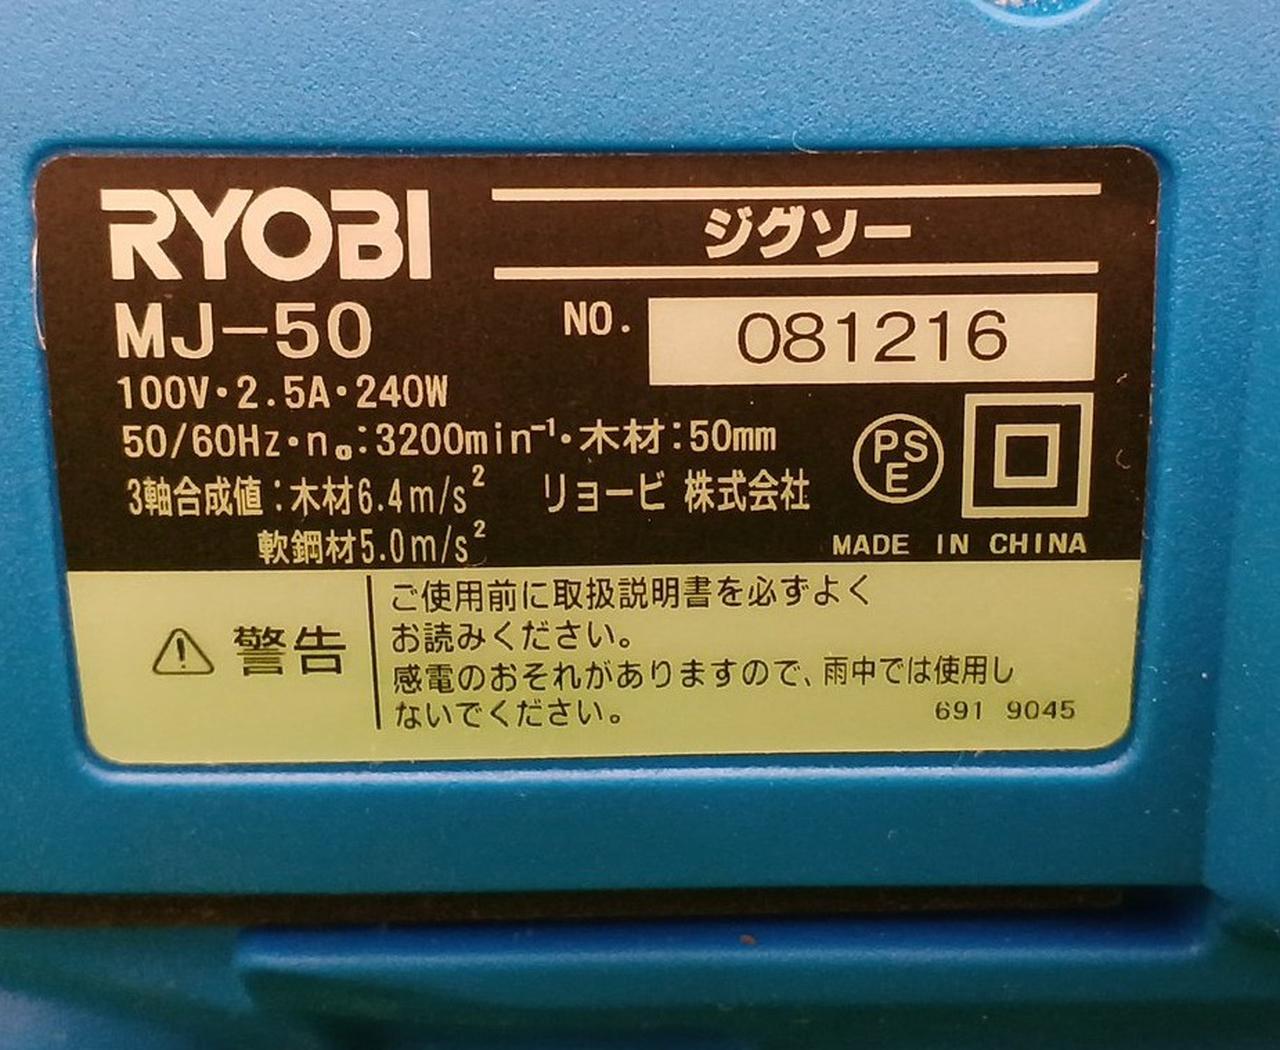 RYOBI
ジグソー
MJ-50
NO. 081216
100V・2.5A・240W
50/60Hz・n₀:3200min⁻¹・木材:50mm
3軸合成値:木材6.4m/s² リョービ 株式会社
軟鋼材5.0m/s²
PSE
MADE IN CHINA
警告
ご使用前に取扱説明書を必ずよく
お読みください。
感電のおそれがありますので、雨中では使用し
ないでください。
691 9045